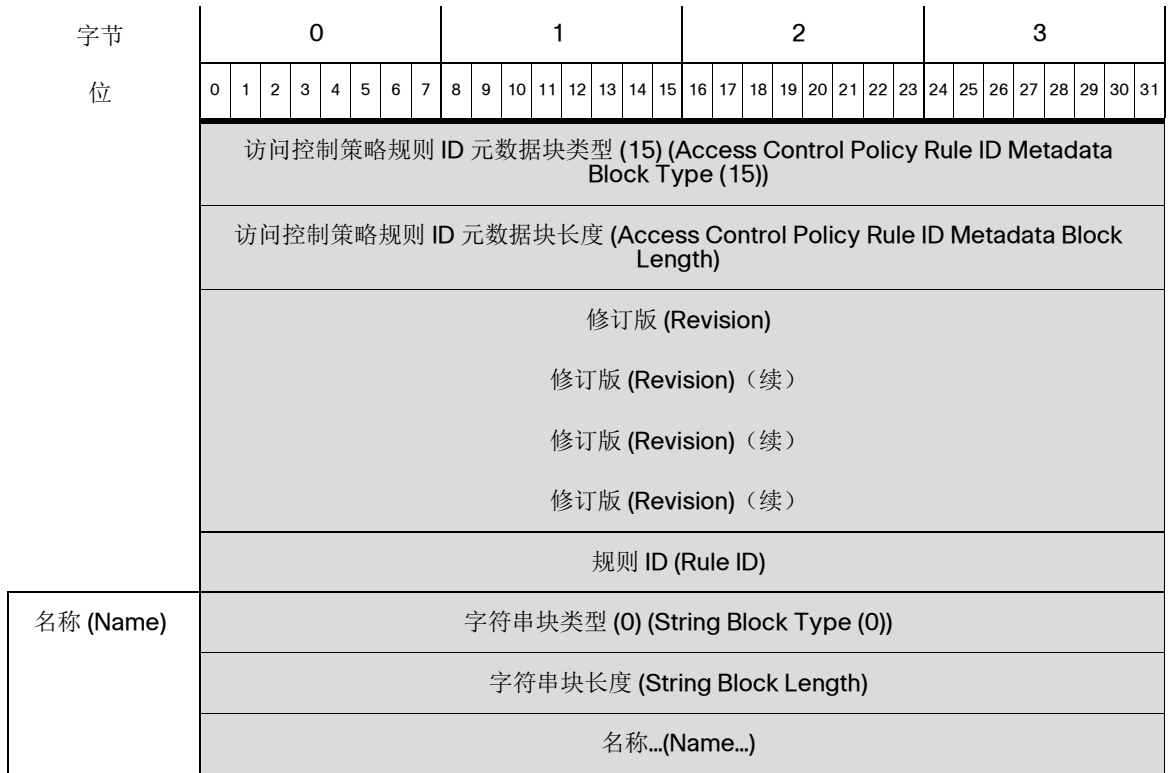 字节 0 1 2 3
位 0 1 2 3 4 5 6 7 8 9 10 11 12 13 14 15 16 17 18 19 20 21 22 23 24 25 26 27 28 29 30 31
访问控制策略规则 ID 元数据块类型 (15) (Access Control Policy Rule ID Metadata
Block Type (15))
访问控制策略规则 ID 元数据块长度 (Access Control Policy Rule ID Metadata Block
Length)
修订版 (Revision)
修订版 (Revision)（续）
修订版 (Revision)（续）
修订版 (Revision)（续）
规则 ID (Rule ID)
名称 (Name) 字符串块类型 (0) (String Block Type (0))
字符串块长度 (String Block Length)
名称...(Name...)